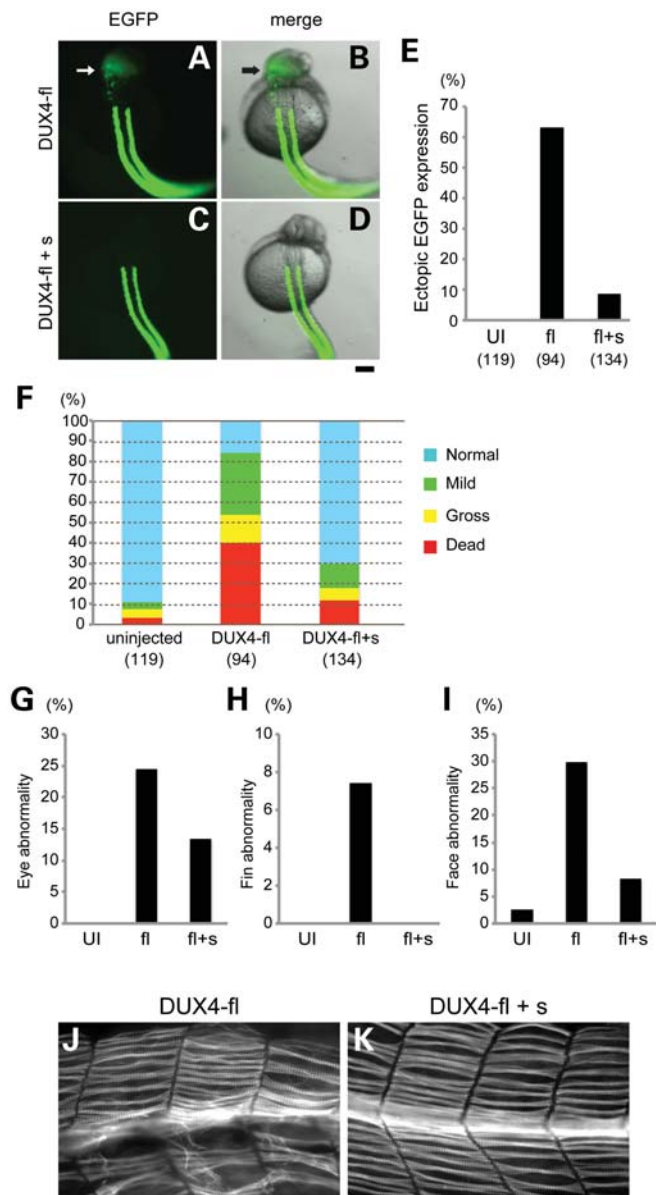 EGFP
merge
DUX4-fl
A
B
DUX4-fl + s
C
D
E
(%)
Ectopic EGFP expression
70
60
50
40
30
20
10
0
UI
fl
fl+s
(119)
(94)
(134)
F
(%)
100
90
80
70
60
50
40
30
20
10
0
Normal
Mild
Gross
Dead
uninjected
DUX4-fl
DUX4-fl+s
(119)
(94)
(134)
G
(%)
Eye abnormality
30
25
20
15
10
5
0
UI
fl
fl+s
H
(%)
Fin abnormality
10
8
6
4
2
0
UI
fl
fl+s
I
(%)
Face abnormality
35
30
25
20
15
10
5
0
UI
fl
fl+s
DUX4-fl
DUX4-fl + s
J
K